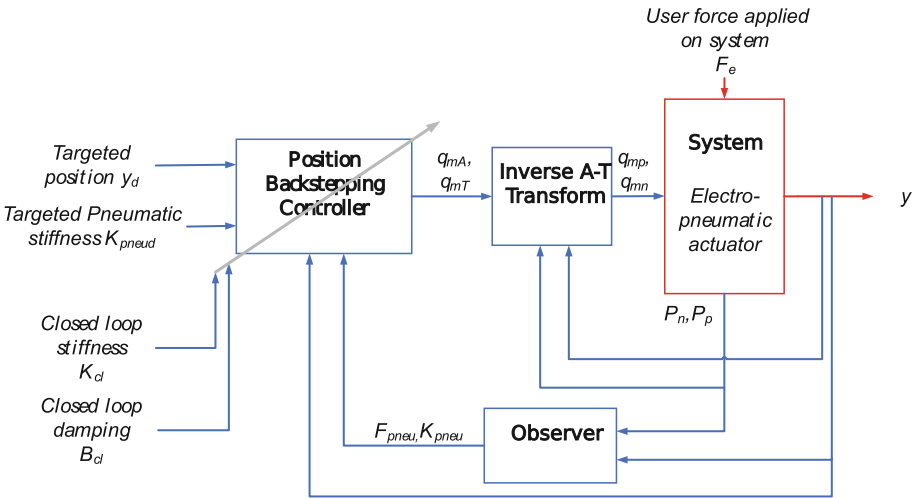 User force applied
on system
Fe
Targeted
position yd
Targeted Pneumatic
stiffness Kpneud
Closed loop
stiffness
Kcl
Closed loop
damping
Bcl
Position
Backstepping
Controller
qmA,
qmT
Inverse A-T
Transform
qmp,
qmn
System
Electro-
pneumatic
actuator
y
Pn,Pp
Fpneu,Kpneu
Observer